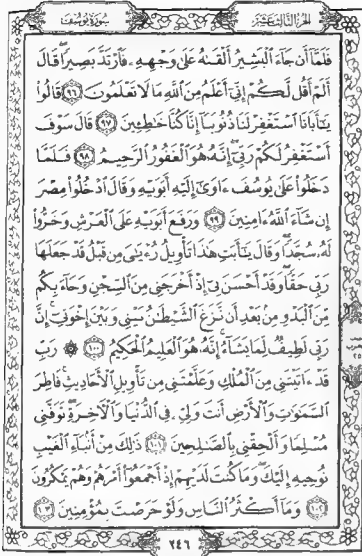 الجزء الثالث عشر
سورة يوسف
فَلَمَّآ أَن جَآءَ ٱلْبَشِيرُ أَلْقَىٰهُ عَلَىٰ وَجْهِهِۦ فَٱرْتَدَّ بَصِيرًا ۖ قَالَ
أَلَمْ أَقُل لَّكُمْ إِنِّىٓ أَعْلَمُ مِنَ ٱللَّهِ مَا لَا تَعْلَمُونَ ٩٦ قَالُوا۟
يَٰٓأَبَانَا ٱسْتَغْفِرْ لَنَا ذُنُوبَنَآ إِنَّا كُنَّا خَٰطِـِٔينَ ٩٧ قَالَ سَوْفَ
أَسْتَغْفِرُ لَكُمْ رَبِّىٓ ۖ إِنَّهُۥ هُوَ ٱلْغَفُورُ ٱلرَّحِيمُ ٩٨ فَلَمَّا
دَخَلُوا۟ عَلَىٰ يُوسُفَ ءَاوَىٰٓ إِلَيْهِ أَبَوَيْهِ وَقَالَ ٱدْخُلُوا۟ مِصْرَ
إِن شَآءَ ٱللَّهُ ءَامِنِينَ ٩٩ وَرَفَعَ أَبَوَيْهِ عَلَى ٱلْعَرْشِ وَخَرُّوا۟
لَهُۥ سُجَّدًا ۖ وَقَالَ يَٰٓأَبَتِ هَٰذَا تَأْوِيلُ رُءْيَٰىَ مِن قَبْلُ قَدْ جَعَلَهَا
رَبِّى حَقًّا ۖ وَقَدْ أَحْسَنَ بِىٓ إِذْ أَخْرَجَنِى مِنَ ٱلسِّجْنِ وَجَآءَ بِكُم
مِّنَ ٱلْبَدْوِ مِنۢ بَعْدِ أَن نَّزَغَ ٱلشَّيْطَٰنُ بَيْنِى وَبَيْنَ إِخْوَتِىٓ ۚ إِنَّ
رَبِّى لَطِيفٌ لِّمَا يَشَآءُ ۚ إِنَّهُۥ هُوَ ٱلْعَلِيمُ ٱلْحَكِيمُ ١٠٠ ۞ رَبِّ
قَدْ ءَاتَيْتَنِى مِنَ ٱلْمُلْكِ وَعَلَّمْتَنِى مِن تَأْوِيلِ ٱلْأَحَادِيثِ ۚ فَاطِرَ
ٱلسَّمَٰوَٰتِ وَٱلْأَرْضِ أَنتَ وَلِىِّۦ فِى ٱلدُّنْيَا وَٱلْـَٔاخِرَةِ ۖ تَوَفَّنِى
مُسْلِمًا وَأَلْحِقْنِى بِٱلصَّٰلِحِينَ ١٠١ ذَٰلِكَ مِنْ أَنۢبَآءِ ٱلْغَيْبِ
نُوحِيهِ إِلَيْكَ ۖ وَمَا كُنتَ لَدَيْهِمْ إِذْ أَجْمَعُوٓا۟ أَمْرَهُمْ وَهُمْ يَمْكُرُونَ
١٠٢ وَمَآ أَكْثَرُ ٱلنَّاسِ وَلَوْ حَرَصْتَ بِمُؤْمِنِينَ ١٠٣
٢٤٦